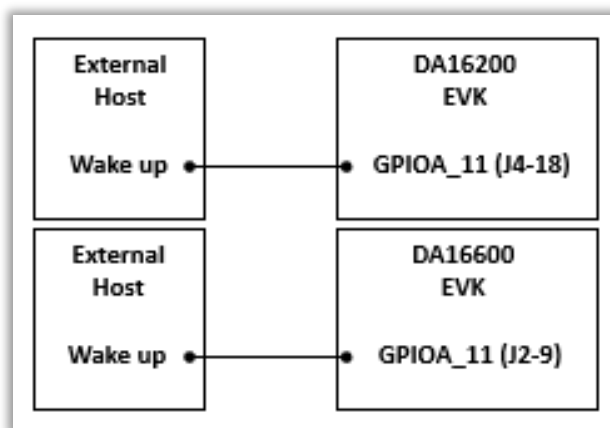 External
Host
Wake up
DA16200
EVK
GPIOA_11 (J4-18)
External
Host
Wake up
DA16600
EVK
GPIOA_11 (J2-9)